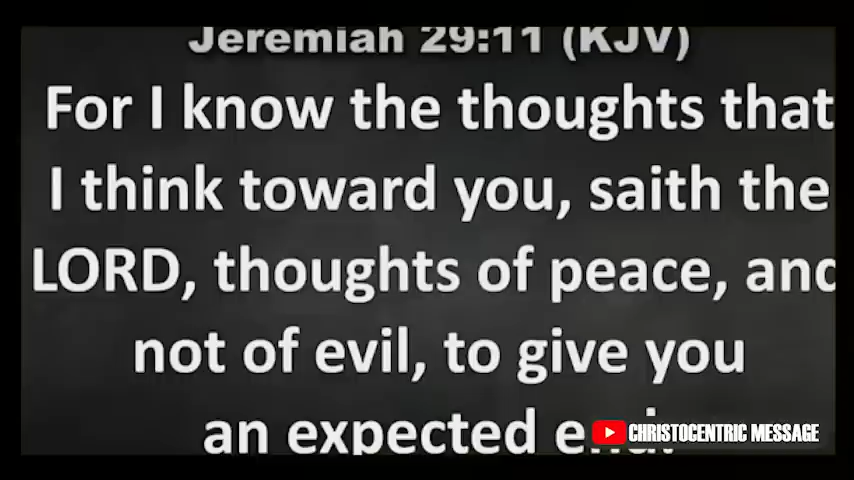 Jeremiah 29:11 (KJV)
For I know the thoughts that
I think toward you, saith the
LORD, thoughts of peace, and
not of evil, to give you
an expected end.
CHRISTOCENTRIC MESSAGE